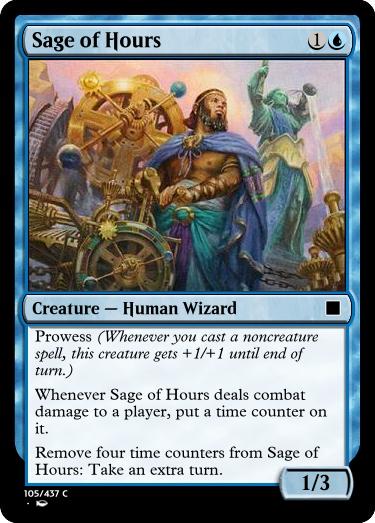 Sage of Hours
1
Creature — Human Wizard
Prowess (Whenever you cast a noncreature
spell, this creature gets +1/+1 until end of
turn.)
Whenever Sage of Hours deals combat
damage to a player, put a time counter on
it.
Remove four time counters from Sage of
Hours: Take an extra turn.
1/3
105/437 C